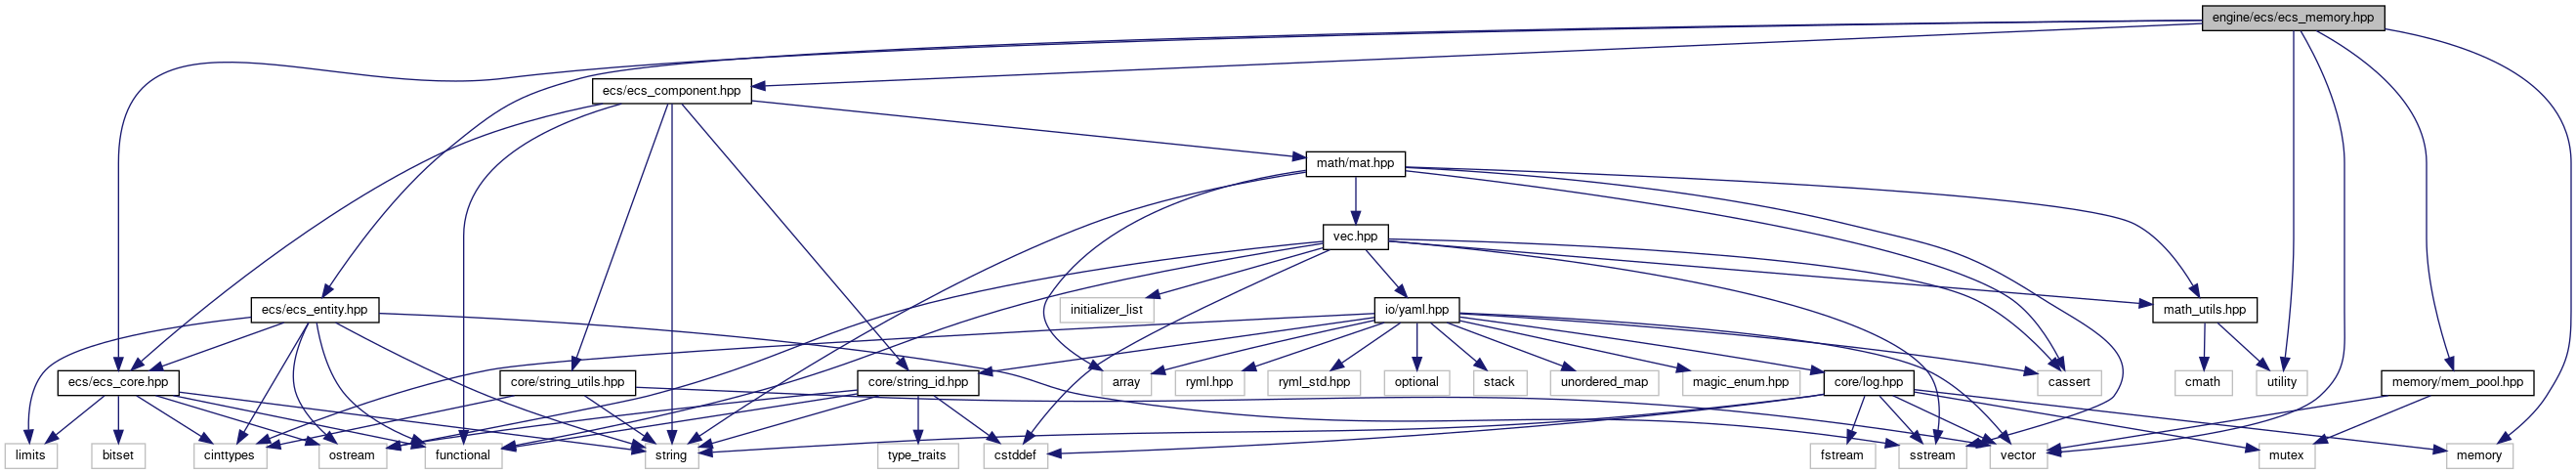 engine/ecs/ecs_memory.hpp
ecs/ecs_component.hpp
math/mat.hpp
vec.hpp
ecs/ecs_entity.hpp
initializer_list
io/yaml.hpp
math_utils.hpp
ecs/ecs_core.hpp
core/string_utils.hpp
core/string_id.hpp
array
ryml.hpp
ryml_std.hpp
optional
stack
unordered_map
magic_enum.hpp
core/log.hpp
cassert
cmath
utility
memory/mem_pool.hpp
limits
bitset
cinttypes
ostream
functional
string
type_traits
cstddef
fstream
sstream
vector
mutex
memory